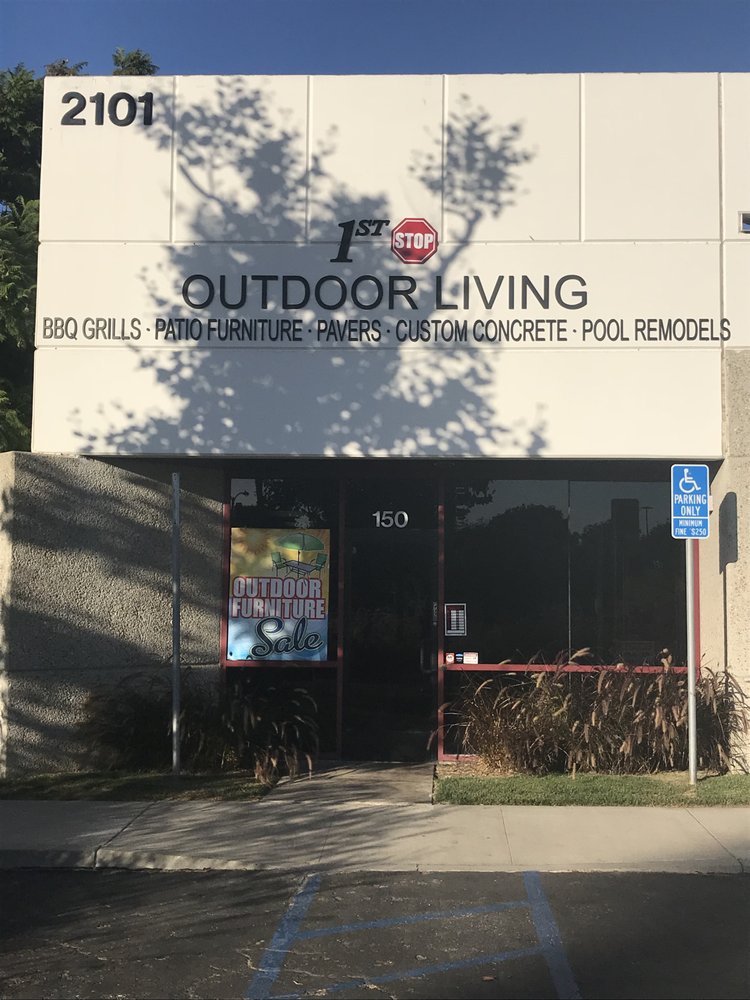 2101
1ST STOP
OUTDOOR LIVING
BBQ GRILLS · PATIO FURNITURE · PAVERS · CUSTOM CONCRETE · POOL REMODELS
150
OUTDOOR
FURNITURE
Sale
PARKING
ONLY
MINIMUM
FINE $250